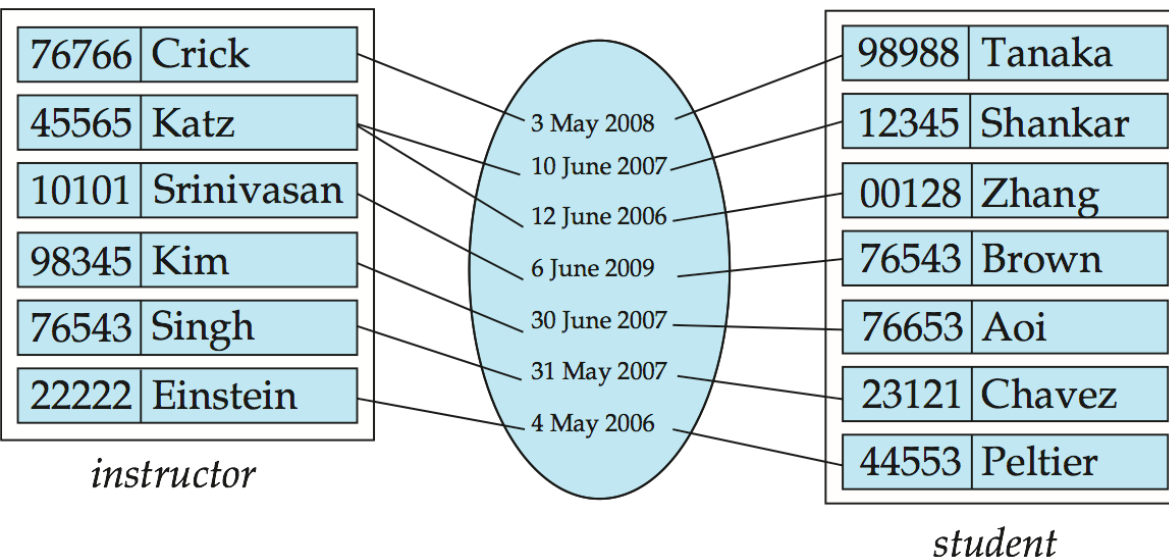 76766 Crick
45565 Katz
10101 Srinivasan
98345 Kim
76543 Singh
22222 Einstein
instructor
3 May 2008
10 June 2007
12 June 2006
6 June 2009
30 June 2007
31 May 2007
4 May 2006
98988 Tanaka
12345 Shankar
00128 Zhang
76543 Brown
76653 Aoi
23121 Chavez
44553 Peltier
student